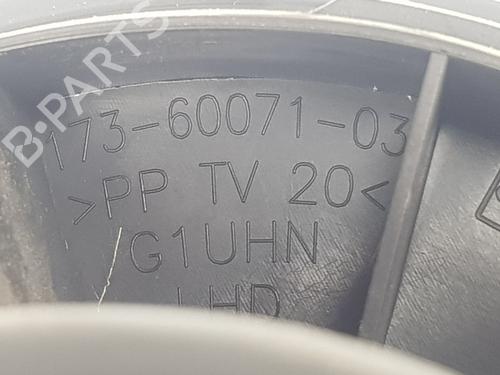 B-PARTS
173-60071-03
>PP TV 20<
G1UHN
LHD